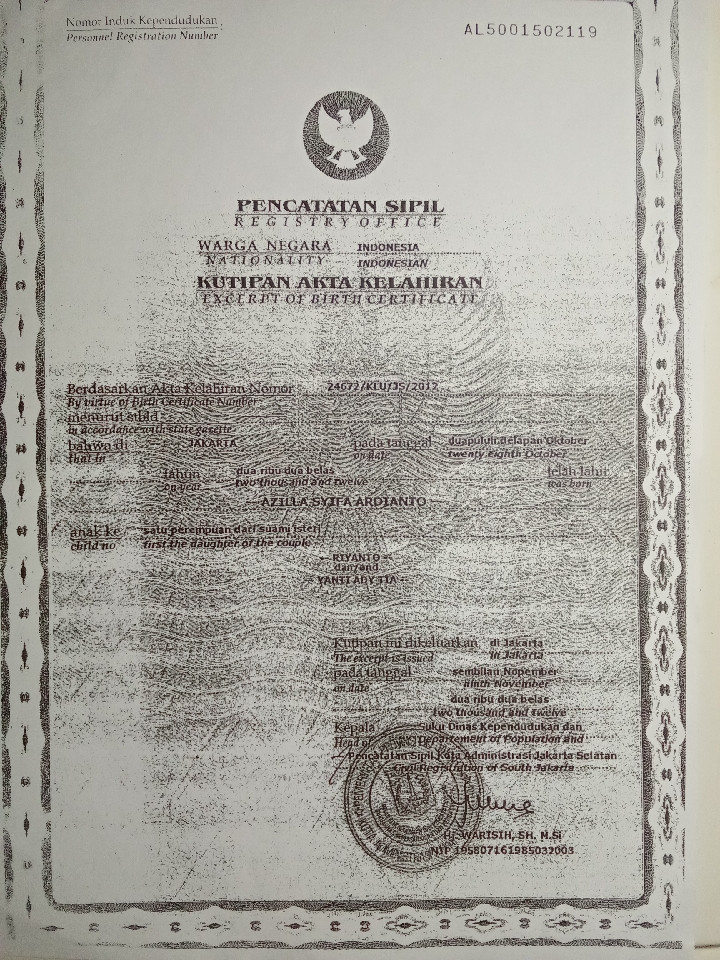 Nomor Induk Kependudukan
Personnel Registration Number
AL5001502119
PENCATATAN SIPIL
REGISTRY OFFICE
WARGA NEGARA INDONESIA
NATIONALITY INDONESIAN
KUTIPAN AKTA KELAHIRAN
EXCERPT OF BIRTH CERTIFICATE
Berdasarkan Akta Kelahiran Nomor 24672/KLU/JS/2012
By virtue of Birth Certificate Number
menurut stbld
in accordance with state gazette
bahwa di JAKARTA pada tanggal duapuluh delapan Oktober
that in on date twenty eighth October
tahun dua ribu dua belas telah lahir
on year two thousand and twelve was born
AZILLA SYIFA ARDIANTO
anak ke satu perempuan dari suami isteri
child no first the daughter of the couple
RIYANTO --
dan/and
-- YANTI ADY TIA --
Kutipan ini dikeluarkan di Jakarta
The excerpt is issued in Jakarta
pada tanggal sembilan Nopember
on date ninth November
dua ribu dua belas
two thousand and twelve
Kepala Suku Dinas Kependudukan dan
Head of Departement of Population and
Pencatatan Sipil Kota Administrasi Jakarta Selatan
Civil Registration of South Jakarta
Hj. WARISIH, SH, M.Si
NIP 195807161985032003